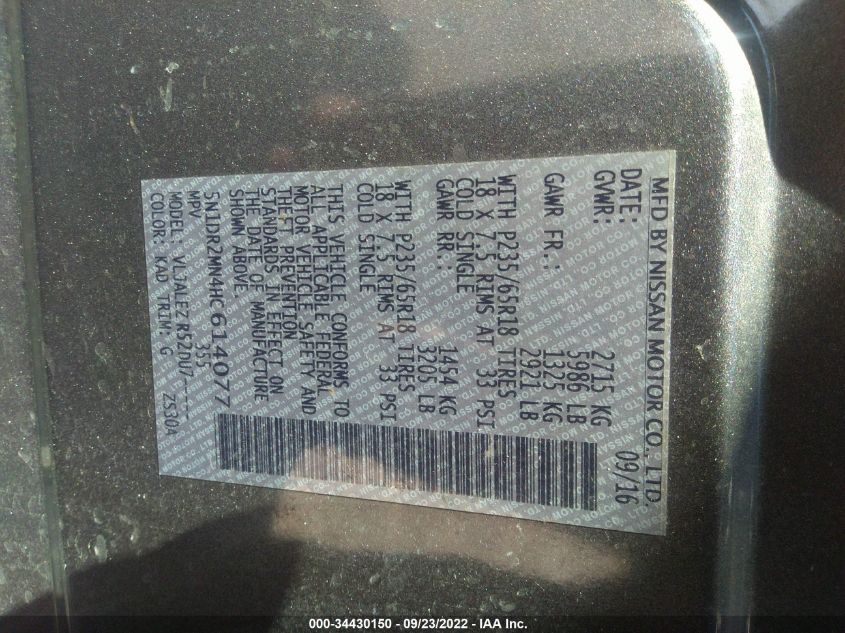 MFD BY NISSAN MOTOR CO., LTD.
DATE: 09/16
GVWR: 2715 KG
5986 LB
GAWR FR.: 1325 KG
2921 LB
WITH P235/65R18 TIRES
18 X 7.5 RIMS AT 33 PSI
COLD SINGLE
GAWR RR.: 1454 KG
3205 LB
WITH P235/65R18 TIRES
18 X 7.5 RIMS AT 33 PSI
COLD SINGLE
THIS VEHICLE CONFORMS TO
ALL APPLICABLE FEDERAL
MOTOR VEHICLE SAFETY AND
THEFT PREVENTION
STANDARDS IN EFFECT ON
THE DATE OF MANUFACTURE
SHOWN ABOVE.
5N1DR2MN4HC614077
MPV 355
MODEL: VLJALEZ R52DU7----
COLOR: KAD TRIM: G ZS30A
000-34430150 - 09/23/2022 - IAA Inc.